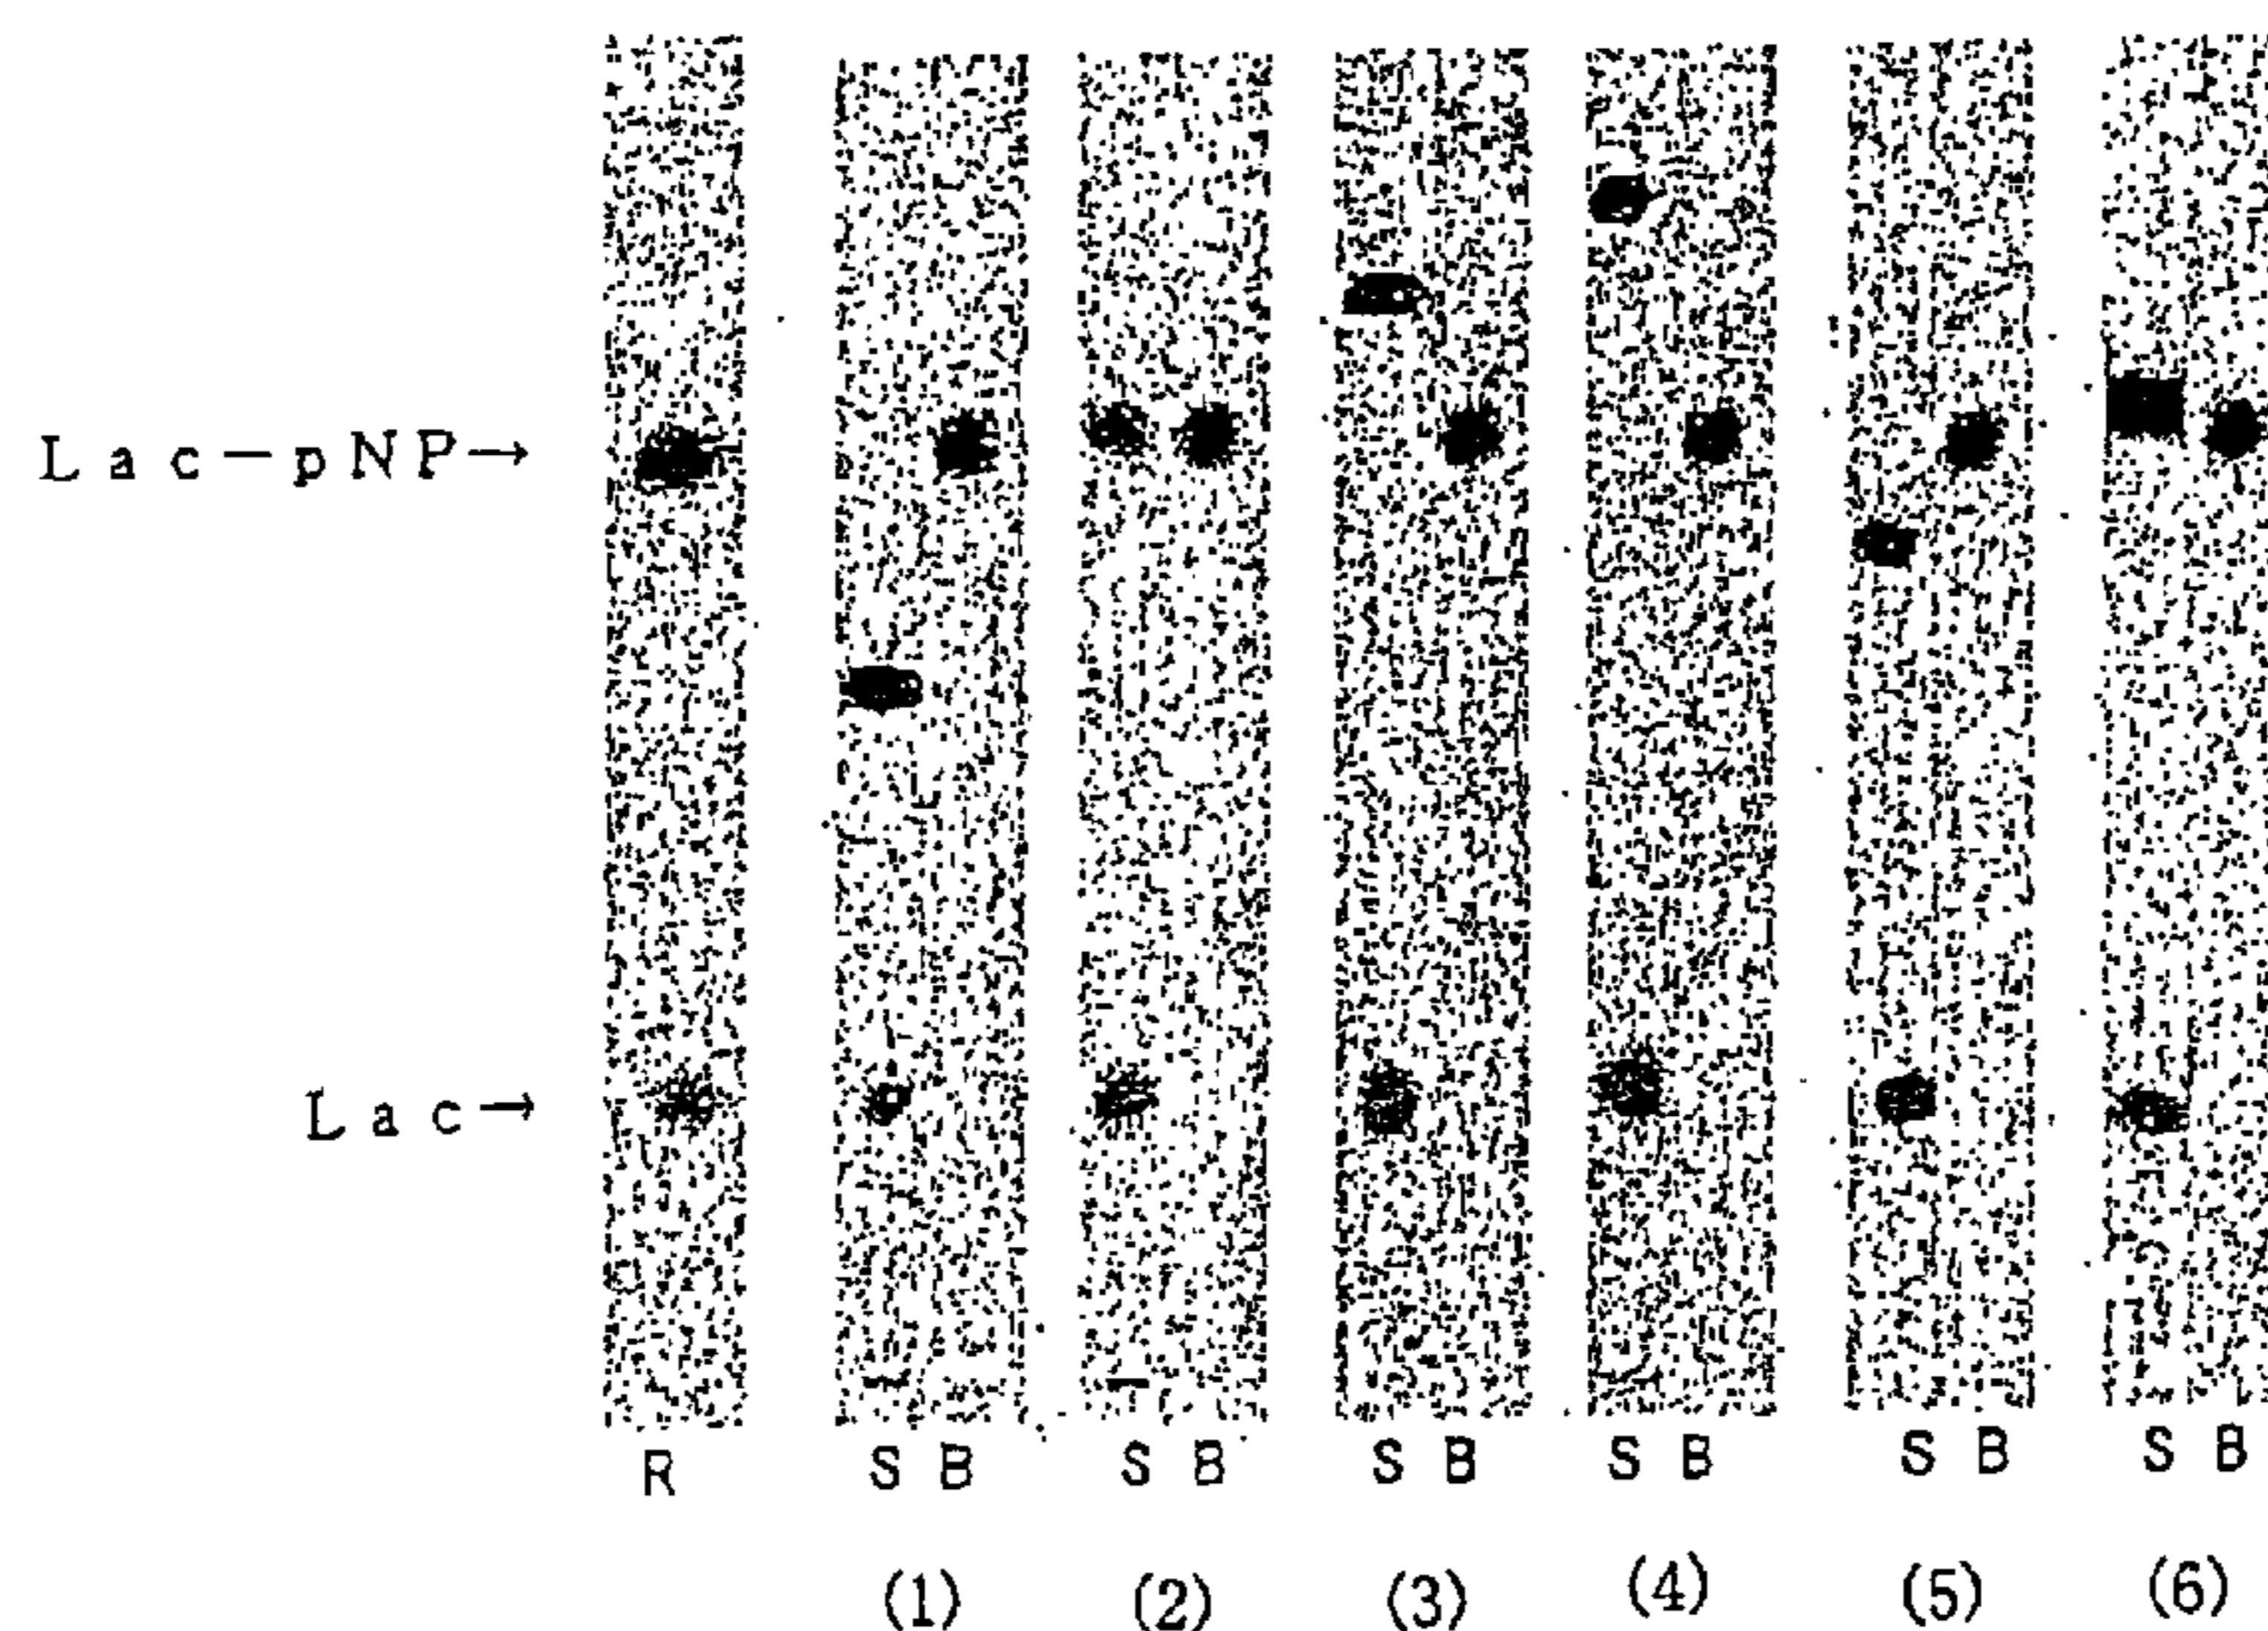 Lac-pNP→
Lac→
R S B S B S B S B S B S B
(1) (2) (3) (4) (5) (6)